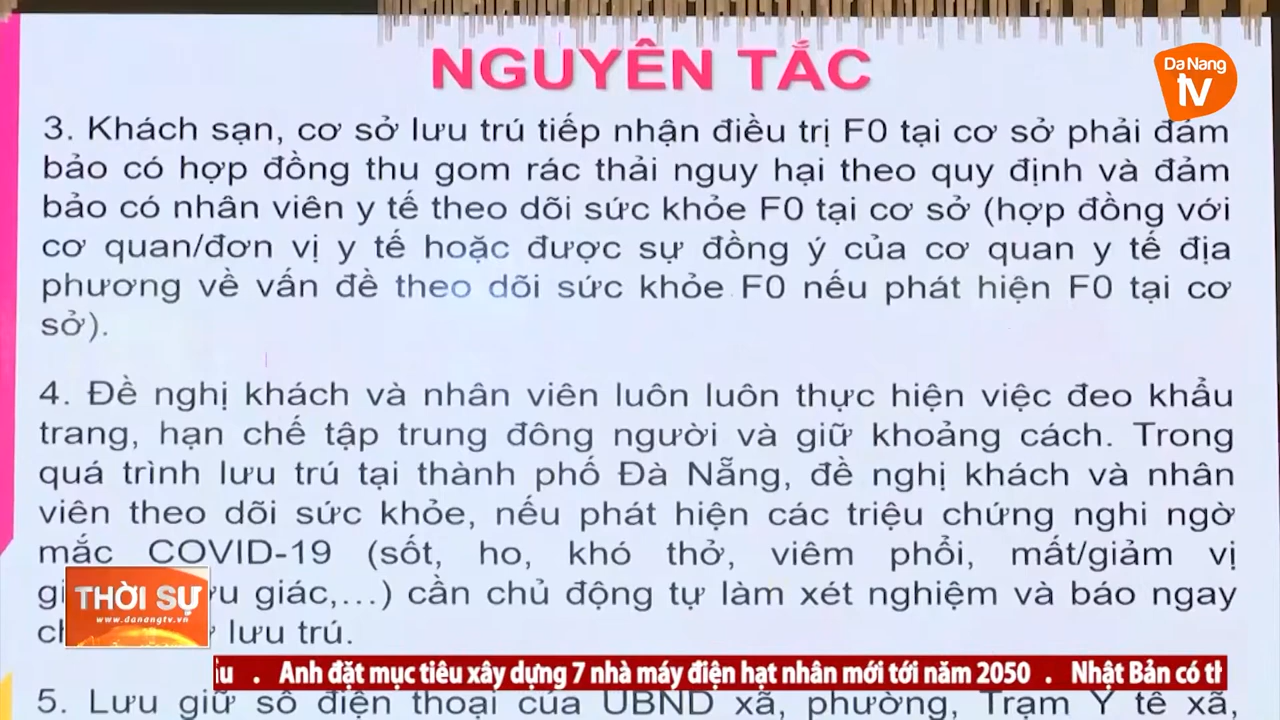 NGUYÊN TẮC
Da Nang
tv
3. Khách sạn, cơ sở lưu trú tiếp nhận điều trị F0 tại cơ sở phải đảm
bảo có hợp đồng thu gom rác thải nguy hại theo quy định và đảm
bảo có nhân viên y tế theo dõi sức khỏe F0 tại cơ sở (hợp đồng với
cơ quan/đơn vị y tế hoặc được sự đồng ý của cơ quan y tế địa
phương về vấn đề theo dõi sức khỏe F0 nếu phát hiện F0 tại cơ
sở).
4. Đề nghị khách và nhân viên luôn luôn thực hiện việc đeo khẩu
trang, hạn chế tập trung đông người và giữ khoảng cách. Trong
quá trình lưu trú tại thành phố Đà Nẵng, đề nghị khách và nhân
viên theo dõi sức khỏe, nếu phát hiện các triệu chứng nghi ngờ
mắc COVID-19 (sốt, ho, khó thở, viêm phổi, mất/giảm vị
giác,...) cần chủ động tự làm xét nghiệm và báo ngay
lưu trú.
THỜI SỰ
www.danangtv.vn
. Anh đặt mục tiêu xây dựng 7 nhà máy điện hạt nhân mới tới năm 2050 . Nhật Bản có
5. Lưu giữ số điện thoại của UBND xã, phường, Trạm Y tế xã,